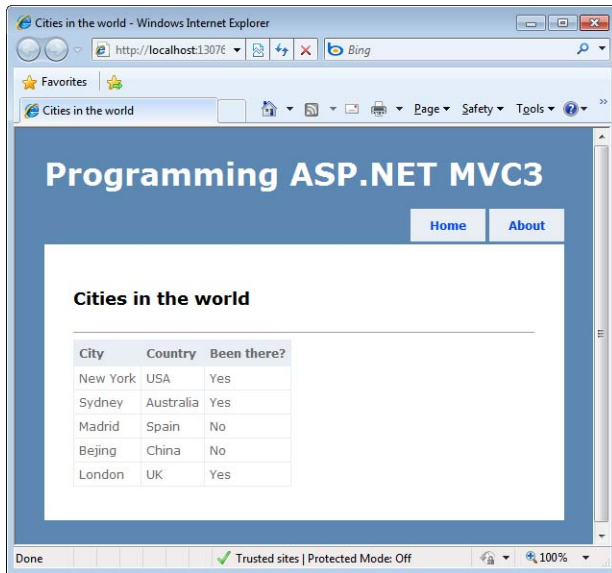 Cities in the world - Windows Internet Explorer
http://localhost:13076
Bing
Favorites
Cities in the world
Page Safety Tools
Programming ASP.NET MVC3
Home About
Cities in the world
City Country Been there?
New York USA Yes
Sydney Australia Yes
Madrid Spain No
Bejing China No
London UK Yes
Done Trusted sites | Protected Mode: Off 100%